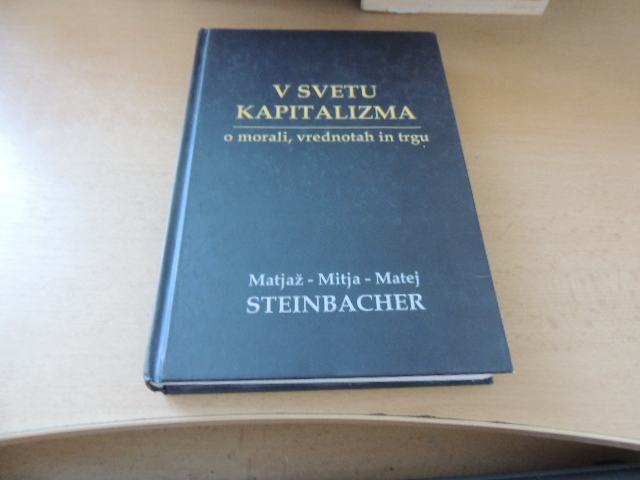 V SVETU
KAPITALIZMA
o morali, vrednotah in trgu
Matjaž - Mitja - Matej
STEINBACHER